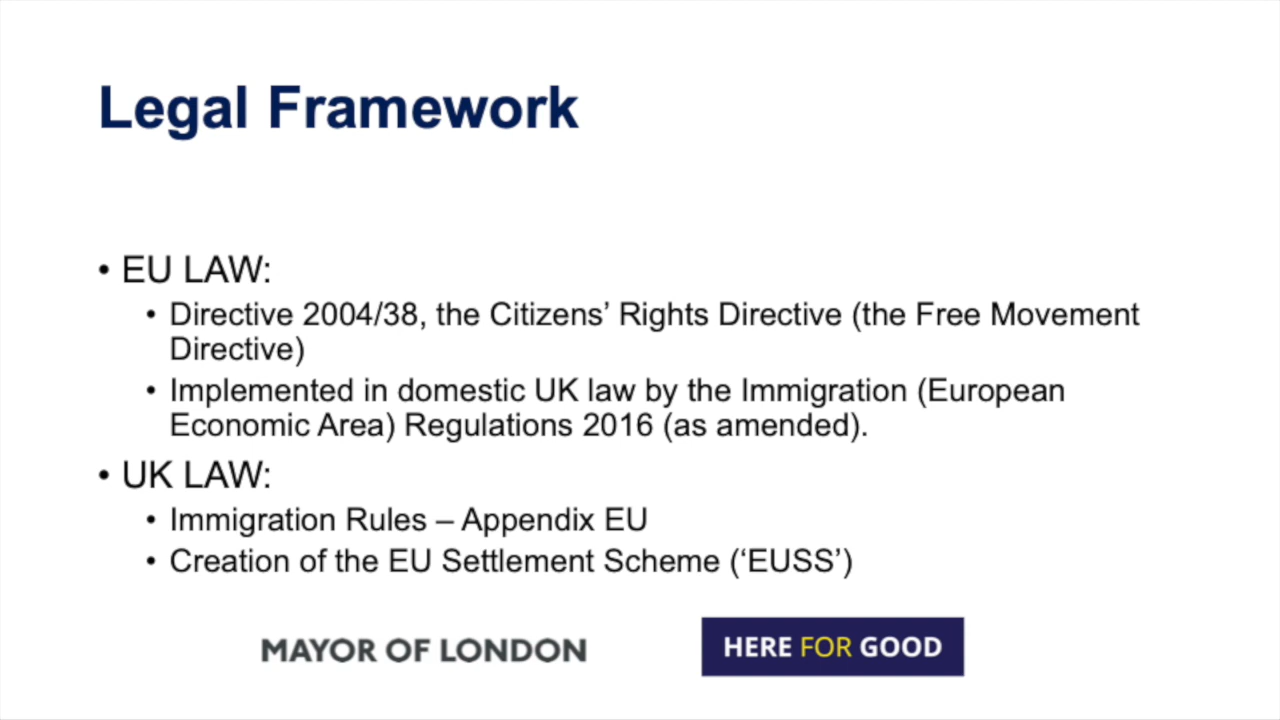 Legal Framework
• EU LAW:
• Directive 2004/38, the Citizens’ Rights Directive (the Free Movement
Directive)
• Implemented in domestic UK law by the Immigration (European
Economic Area) Regulations 2016 (as amended).
• UK LAW:
• Immigration Rules – Appendix EU
• Creation of the EU Settlement Scheme (‘EUSS’)
MAYOR OF LONDON
HERE FOR GOOD